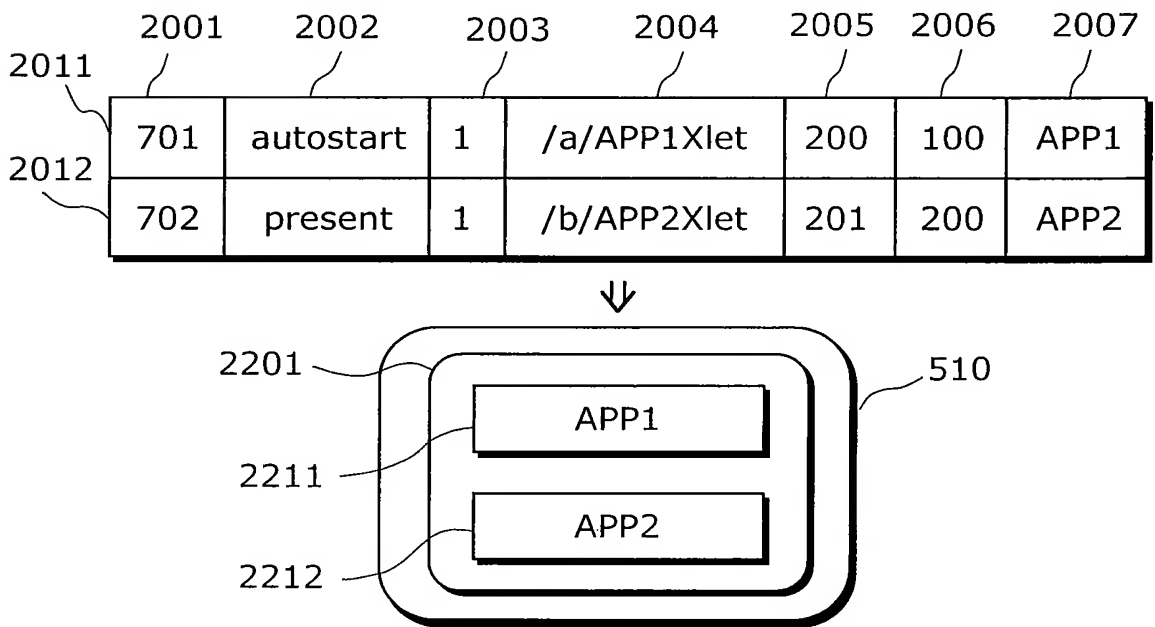 2001 2002 2003 2004 2005 2006 2007
2011
701 autostart 1 /a/APP1Xlet 200 100 APP1
2012
702 present 1 /b/APP2Xlet 201 200 APP2
2201
510
APP1
2211
APP2
2212